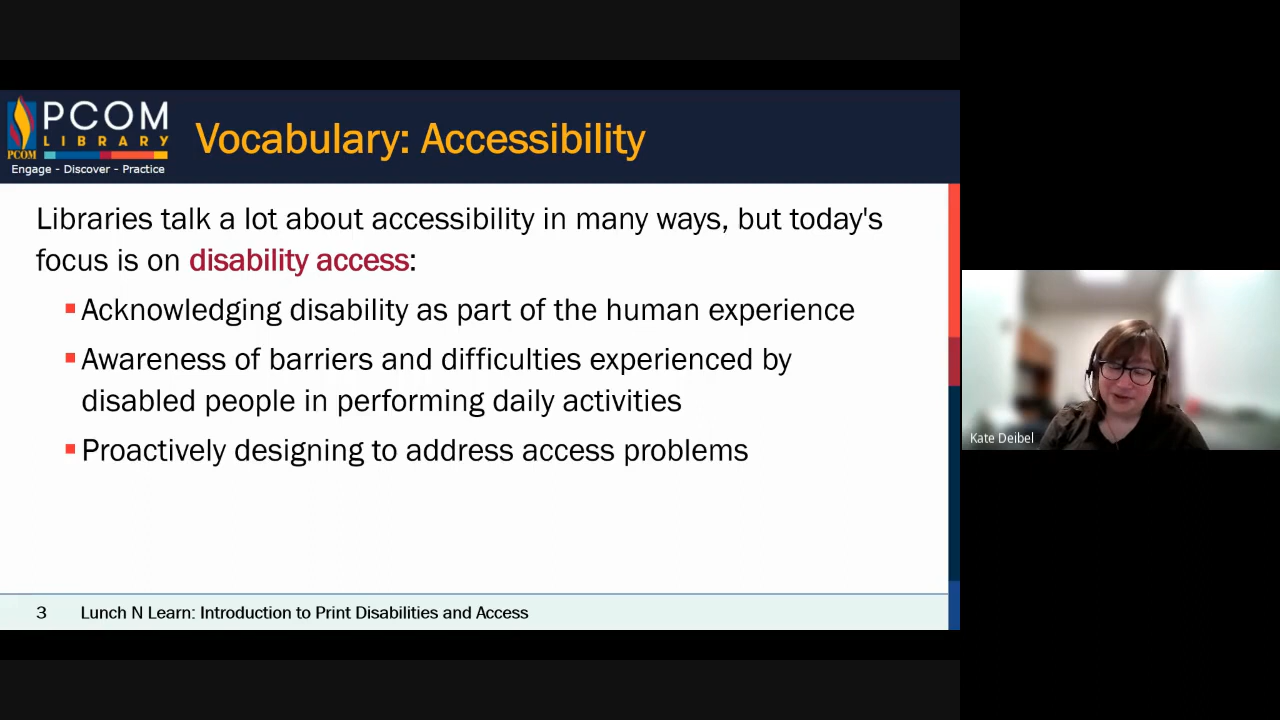 PCOM
LIBRARY
PCOM
Engage - Discover - Practice
Vocabulary: Accessibility
Libraries talk a lot about accessibility in many ways, but today's
focus is on disability access:
Acknowledging disability as part of the human experience
Awareness of barriers and difficulties experienced by
disabled people in performing daily activities
Proactively designing to address access problems
3 Lunch N Learn: Introduction to Print Disabilities and Access
Kate Deibel